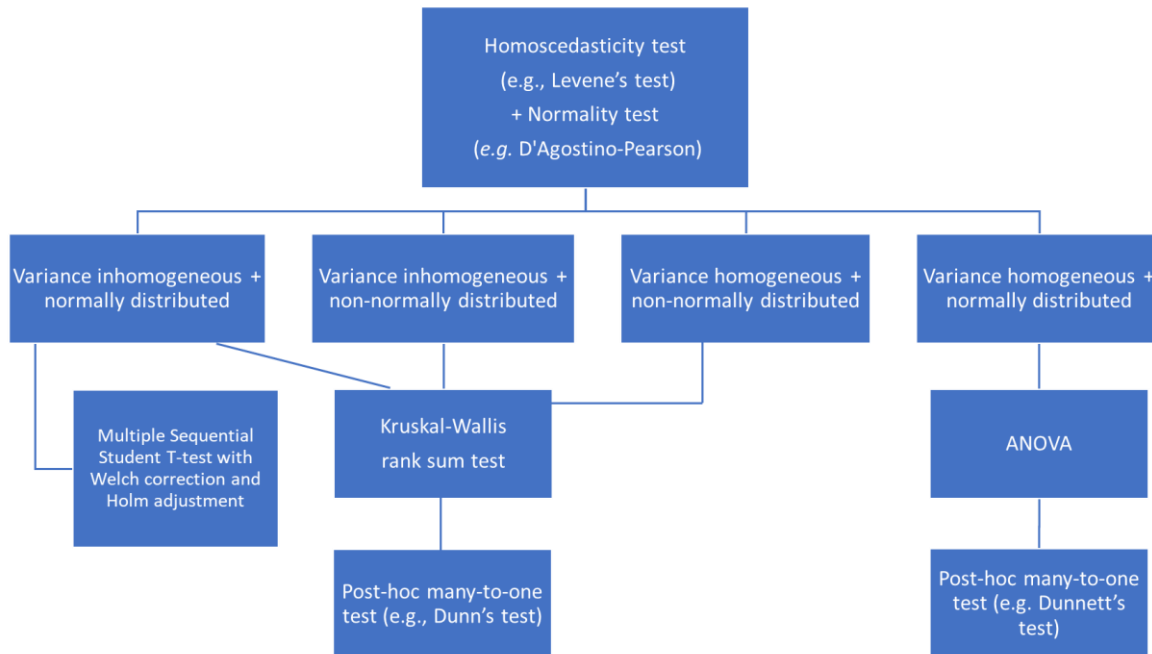 Homoscedasticity test
(e.g., Levene's test)
+ Normality test
(e.g. D'Agostino-Pearson)
Variance inhomogeneous +
normally distributed
Variance inhomogeneous +
non-normally distributed
Variance homogeneous +
non-normally distributed
Variance homogeneous +
normally distributed
Multiple Sequential
Student T-test with
Welch correction and
Holm adjustment
Kruskal-Wallis
rank sum test
ANOVA
Post-hoc many-to-one
test (e.g., Dunn's test)
Post-hoc many-to-one
test (e.g. Dunnett's
test)